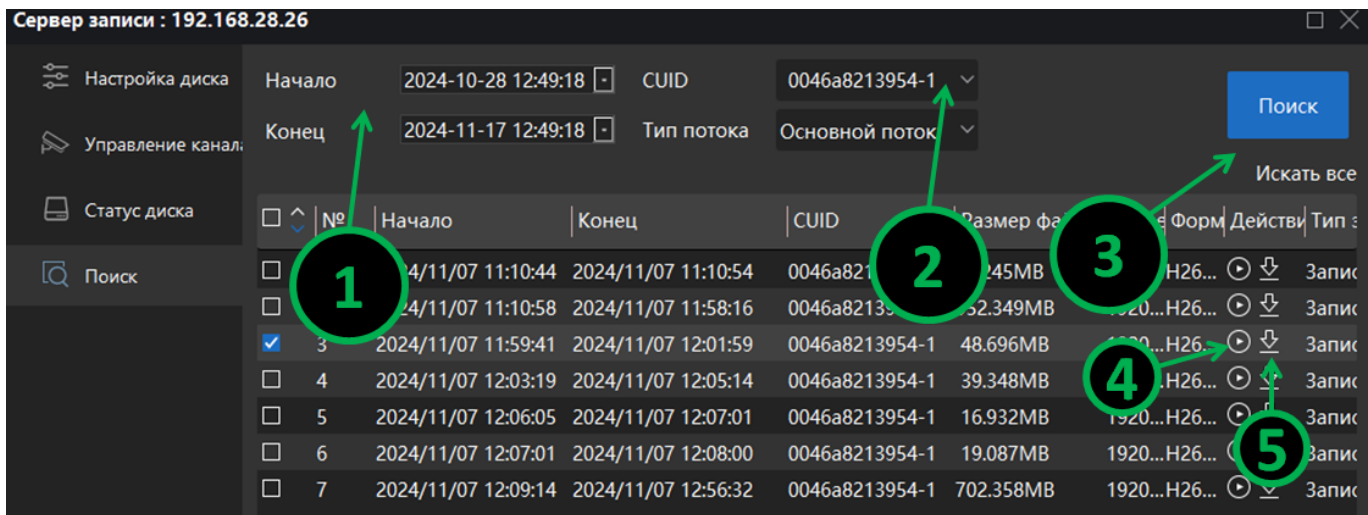 Сервер записи : 192.168.28.26
Настройка диска
Управление канала
Статус диска
Поиск
Начало 2024-10-28 12:49:18 CUID 0046a8213954-1
Конец 2024-11-17 12:49:18 Тип потока Основной поток
Поиск
Искать все
№ Начало Конец CUID Размер фа Форм Действи Тип з
11:10:44 2024/11/07 11:10:54 0046a821 245MB H26... Запис
11:10:58 2024/11/07 11:58:16 0046a8213 2.349MB 1920...H26... Запис
3 2024/11/07 11:59:41 2024/11/07 12:01:59 0046a8213954-1 48.696MB 1920...H26... Запис
4 2024/11/07 12:03:19 2024/11/07 12:05:14 0046a8213954-1 39.348MB H26... Запис
5 2024/11/07 12:06:05 2024/11/07 12:07:01 0046a8213954-1 16.932MB 1920...H26... Запис
6 2024/11/07 12:07:01 2024/11/07 12:08:00 0046a8213954-1 19.087MB 1920...H26... Запис
7 2024/11/07 12:09:14 2024/11/07 12:56:32 0046a8213954-1 702.358MB 1920...H26... Запис
1
2
3
4
5